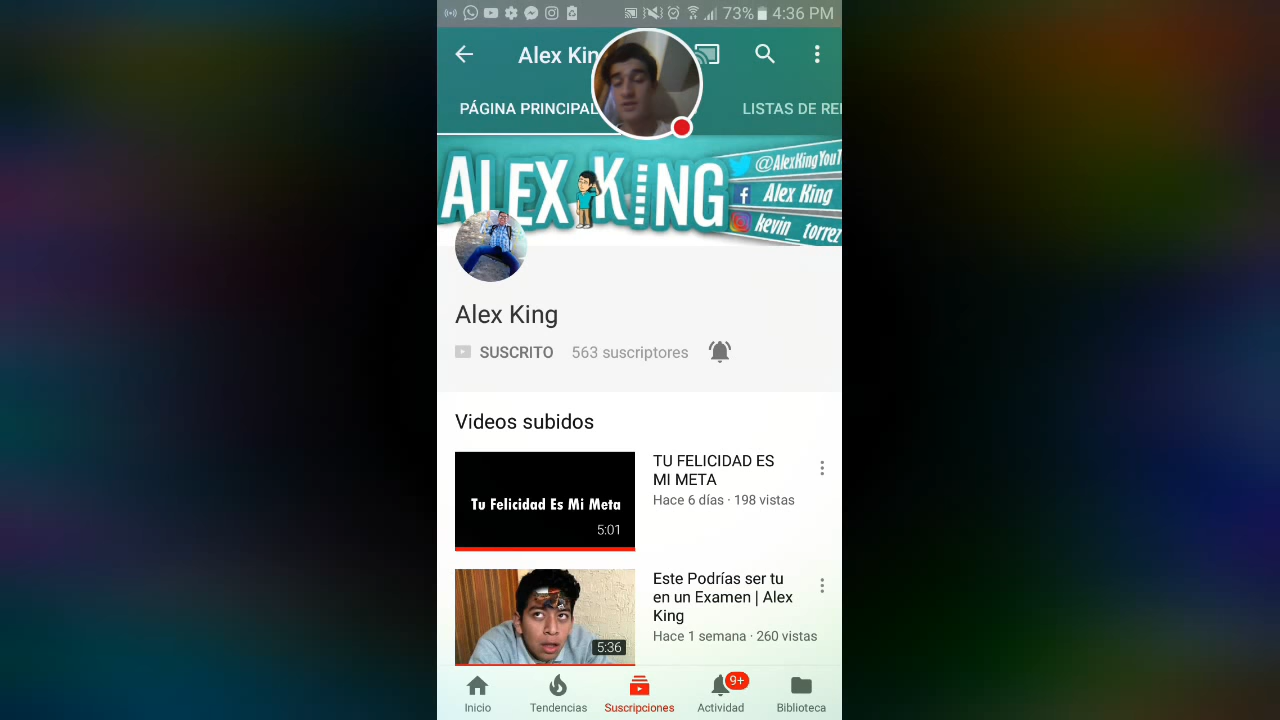 73% 4:36 PM
Alex Kin
PÁGINA PRINCIPAL
LISTAS DE RE
ALEX KING
@AlexKingYouT
Alex King
kevin_torrez
Alex King
SUSCRITO 563 suscriptores
Videos subidos
Tu Felicidad Es Mi Meta
5:01
TU FELICIDAD ES
MI META
Hace 6 días · 198 vistas
5:36
Este Podrías ser tu
en un Examen | Alex
King
Hace 1 semana · 260 vistas
9+
Inicio Tendencias Suscripciones Actividad Biblioteca